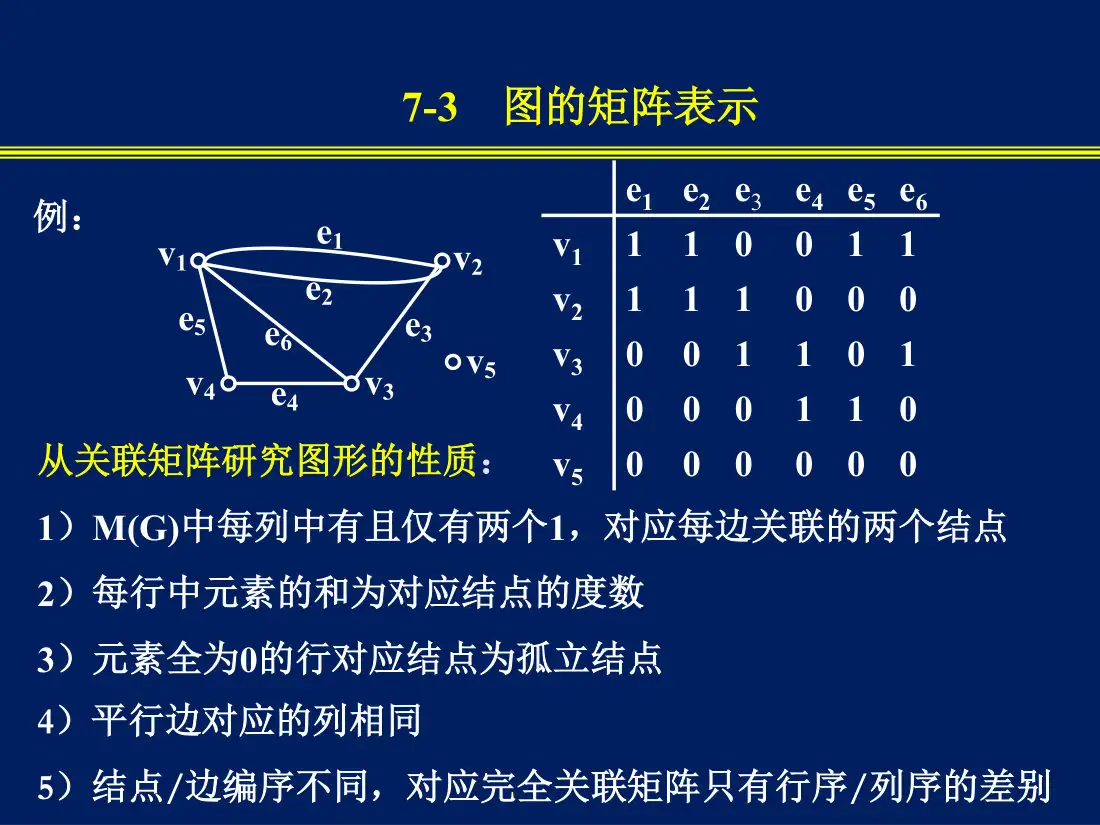 7-3 图的矩阵表示
例：
e1
v1
v2
e2
e5
e6
e3
v5
v4
e4
v3
e1 e2 e3 e4 e5 e6
v1 1 1 0 0 1 1
v2 1 1 1 0 0 0
v3 0 0 1 1 0 1
v4 0 0 0 1 1 0
v5 0 0 0 0 0 0
从关联矩阵研究图形的性质：
1）M(G)中每列中有且仅有两个1，对应每边关联的两个结点
2）每行中元素的和为对应结点的度数
3）元素全为0的行对应结点为孤立结点
4）平行边对应的列相同
5）结点/边编序不同，对应完全关联矩阵只有行序/列序的差别